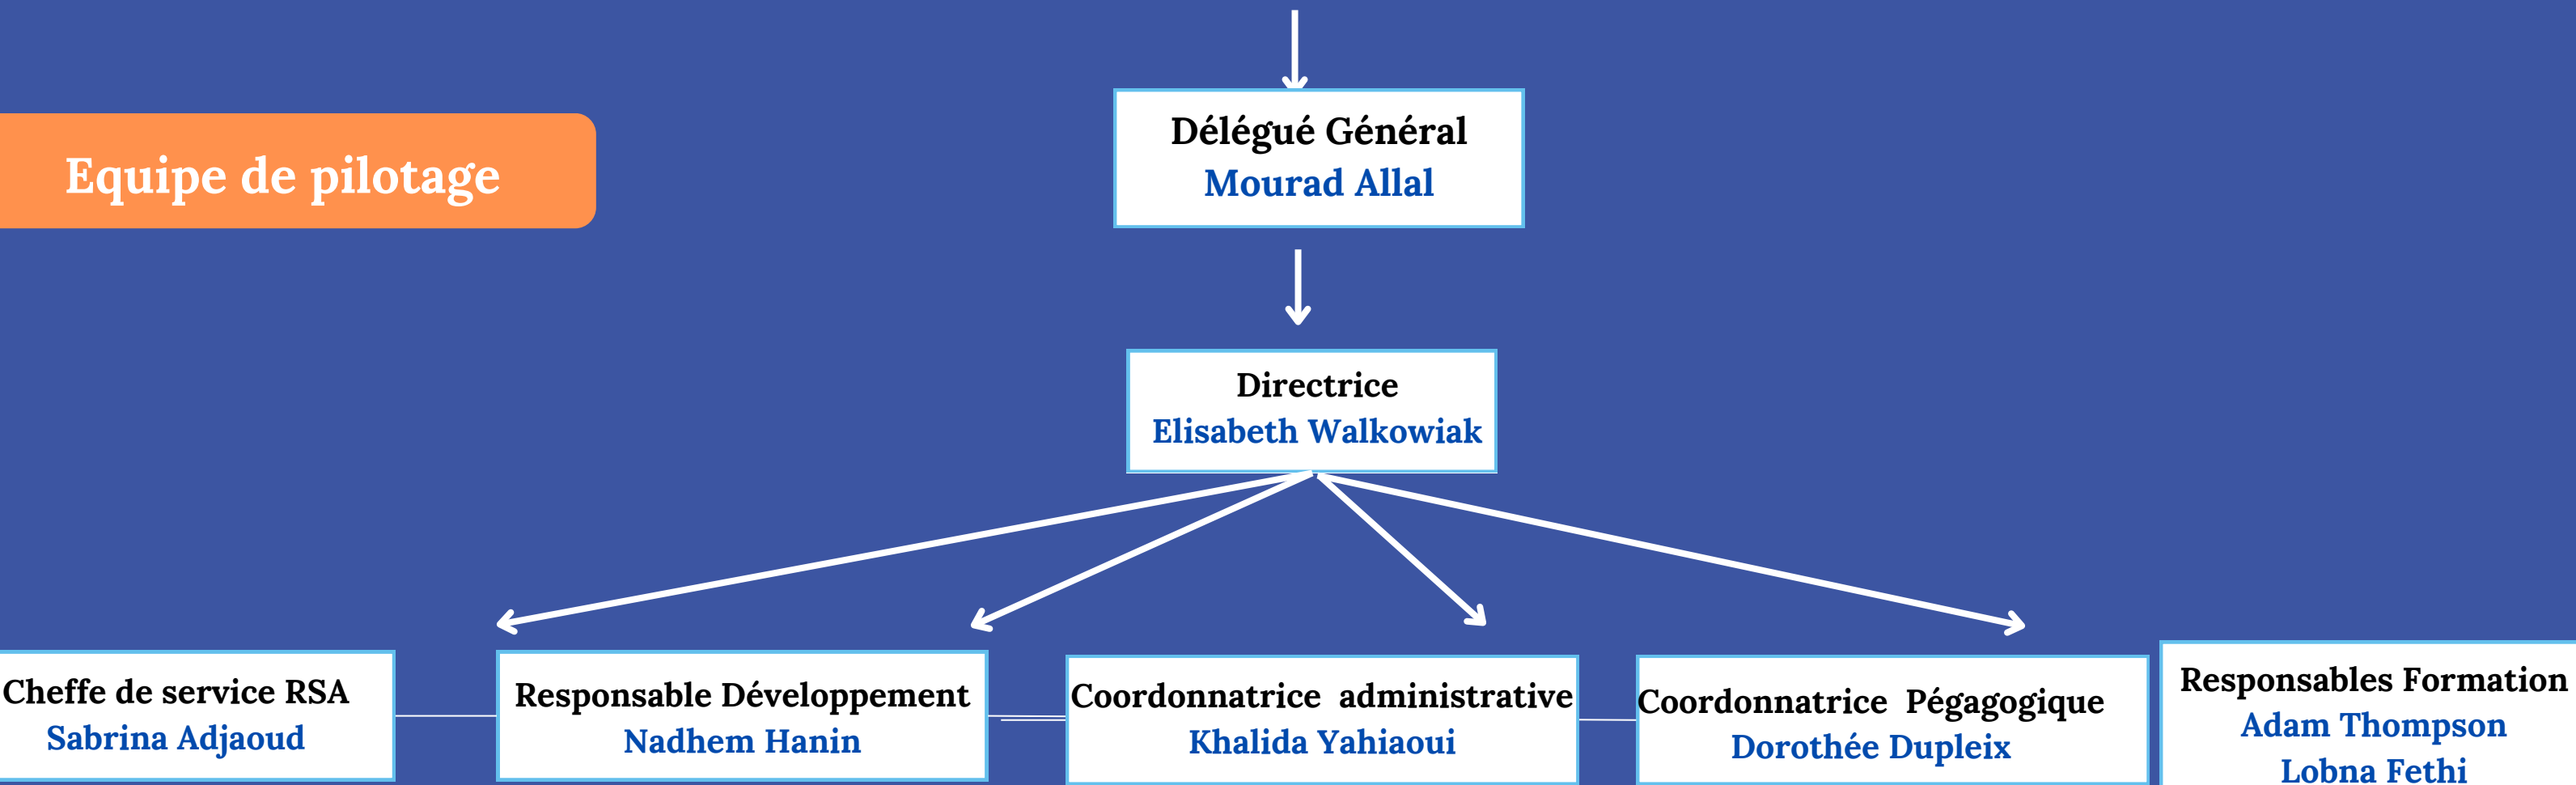 Equipe de pilotage
Délégué Général
Mourad Allal
Directrice
Elisabeth Walkowiak
Cheffe de service RSA
Sabrina Adjaoud
Responsable Développement
Nadhem Hanin
Coordonnatrice  administrative
Khalida Yahiaoui
Coordonnatrice  Pégagogique
Dorothée Dupleix
Responsables Formation
Adam Thompson
Lobna Fethi